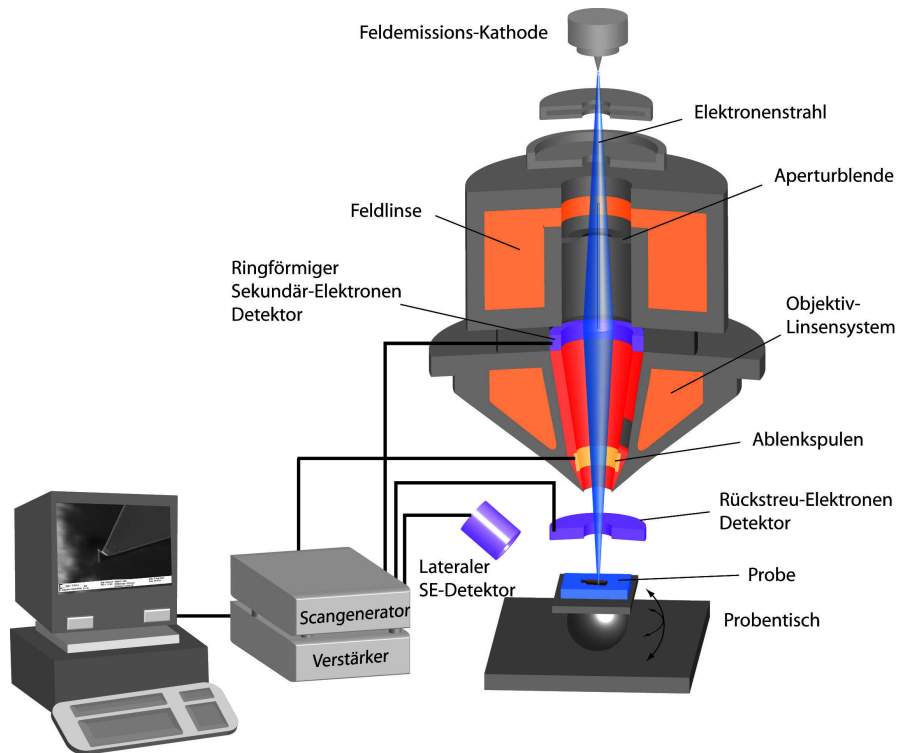 Feldemissions-Kathode
Elektronenstrahl
Aperturblende
Feldlinse
Ringförmiger
Sekundär-Elektronen
Detektor
Objektiv-
Linsensystem
Ablenkspulen
Rückstreu-Elektronen
Detektor
Lateraler
SE-Detektor
Probe
Probentisch
Scangenerator
Verstärker